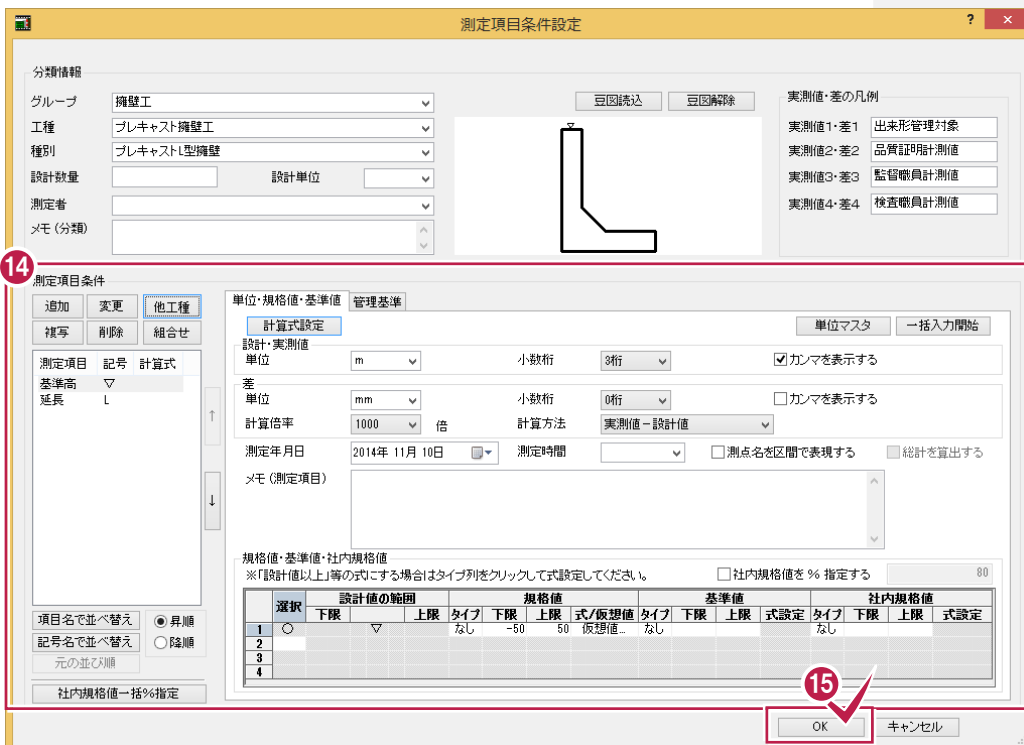 測定項目条件設定
? ×
分類情報
グループ 擁壁工
工種 プレキャスト擁壁工
種別 プレキャストL型擁壁
設計数量 設計単位
測定者
メモ（分類）
豆図読込 豆図解除
▽
実測値・差の凡例
実測値1・差1 出来形管理対象
実測値2・差2 品質証明計測値
実測値3・差3 監督職員計測値
実測値4・差4 検査職員計測値
14
測定項目条件
追加 変更 他工種
複写 削除 組合せ
測定項目 記号 計算式
基準高 ▽
延長 L
↑
↓
項目名で並べ替え 昇順
記号名で並べ替え 降順
元の並び順
社内規格値一括%指定
単位・規格値・基準値 管理基準
計算式設定 単位マスタ 一括入力開始
設計・実測値
単位 m 小数桁 3桁 カンマを表示する
差
単位 mm 小数桁 0桁 カンマを表示する
計算倍率 1000 倍 計算方法 実測値－設計値
測定年月日 2014年 11月 10日 測定時間 測点名を区間で表現する 総計を算出する
メモ（測定項目）
規格値・基準値・社内規格値
※「設計値以上」等の式にする場合はタイプ列をクリックして式設定してください。 社内規格値を % 指定する 80
選択 設計値の範囲 規格値 基準値 社内規格値
下限 上限 タイプ 下限 上限 式/仮想値 タイプ 下限 上限 式設定 タイプ 下限 上限 式設定
1 ○ ▽ なし -50 50 仮想値... なし なし
2
3
4
15
OK キャンセル